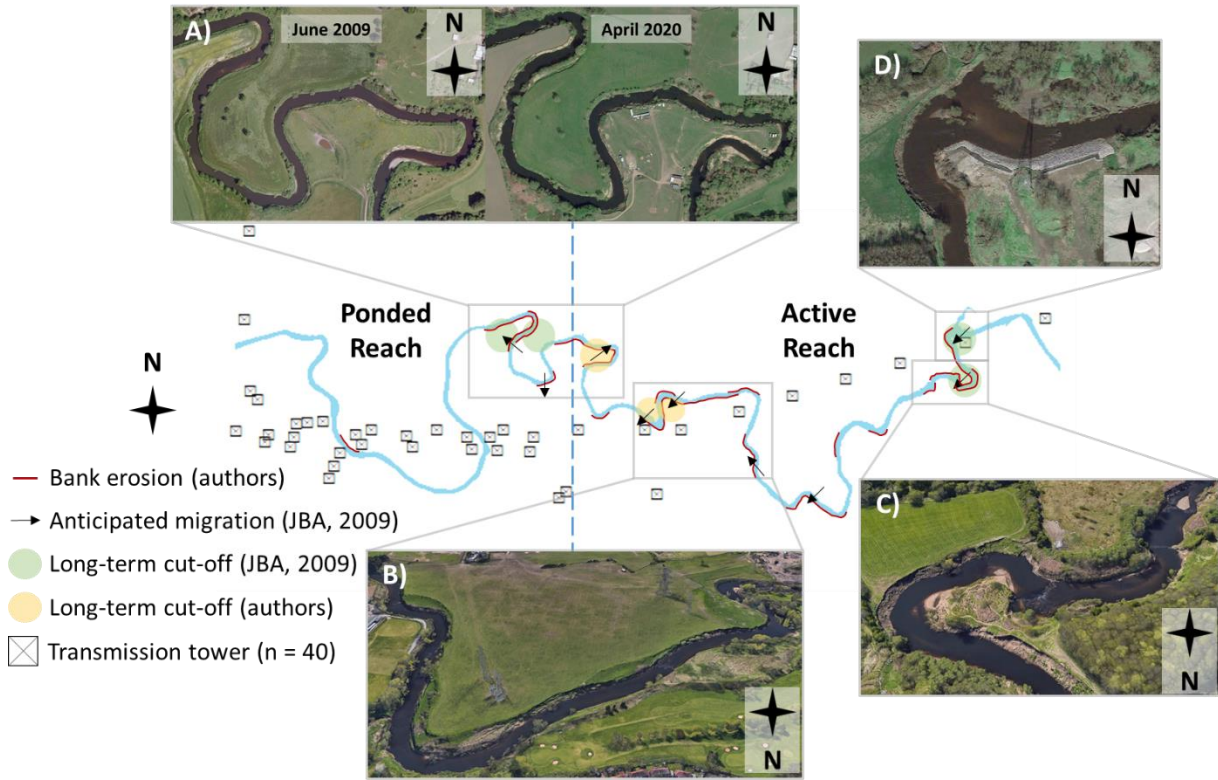 A)
June 2009
N
April 2020
N
D)
N
Ponded
Reach
Active
Reach
N
Bank erosion (authors)
Anticipated migration (JBA, 2009)
Long-term cut-off (JBA, 2009)
Long-term cut-off (authors)
Transmission tower (n = 40)
B)
N
C)
N